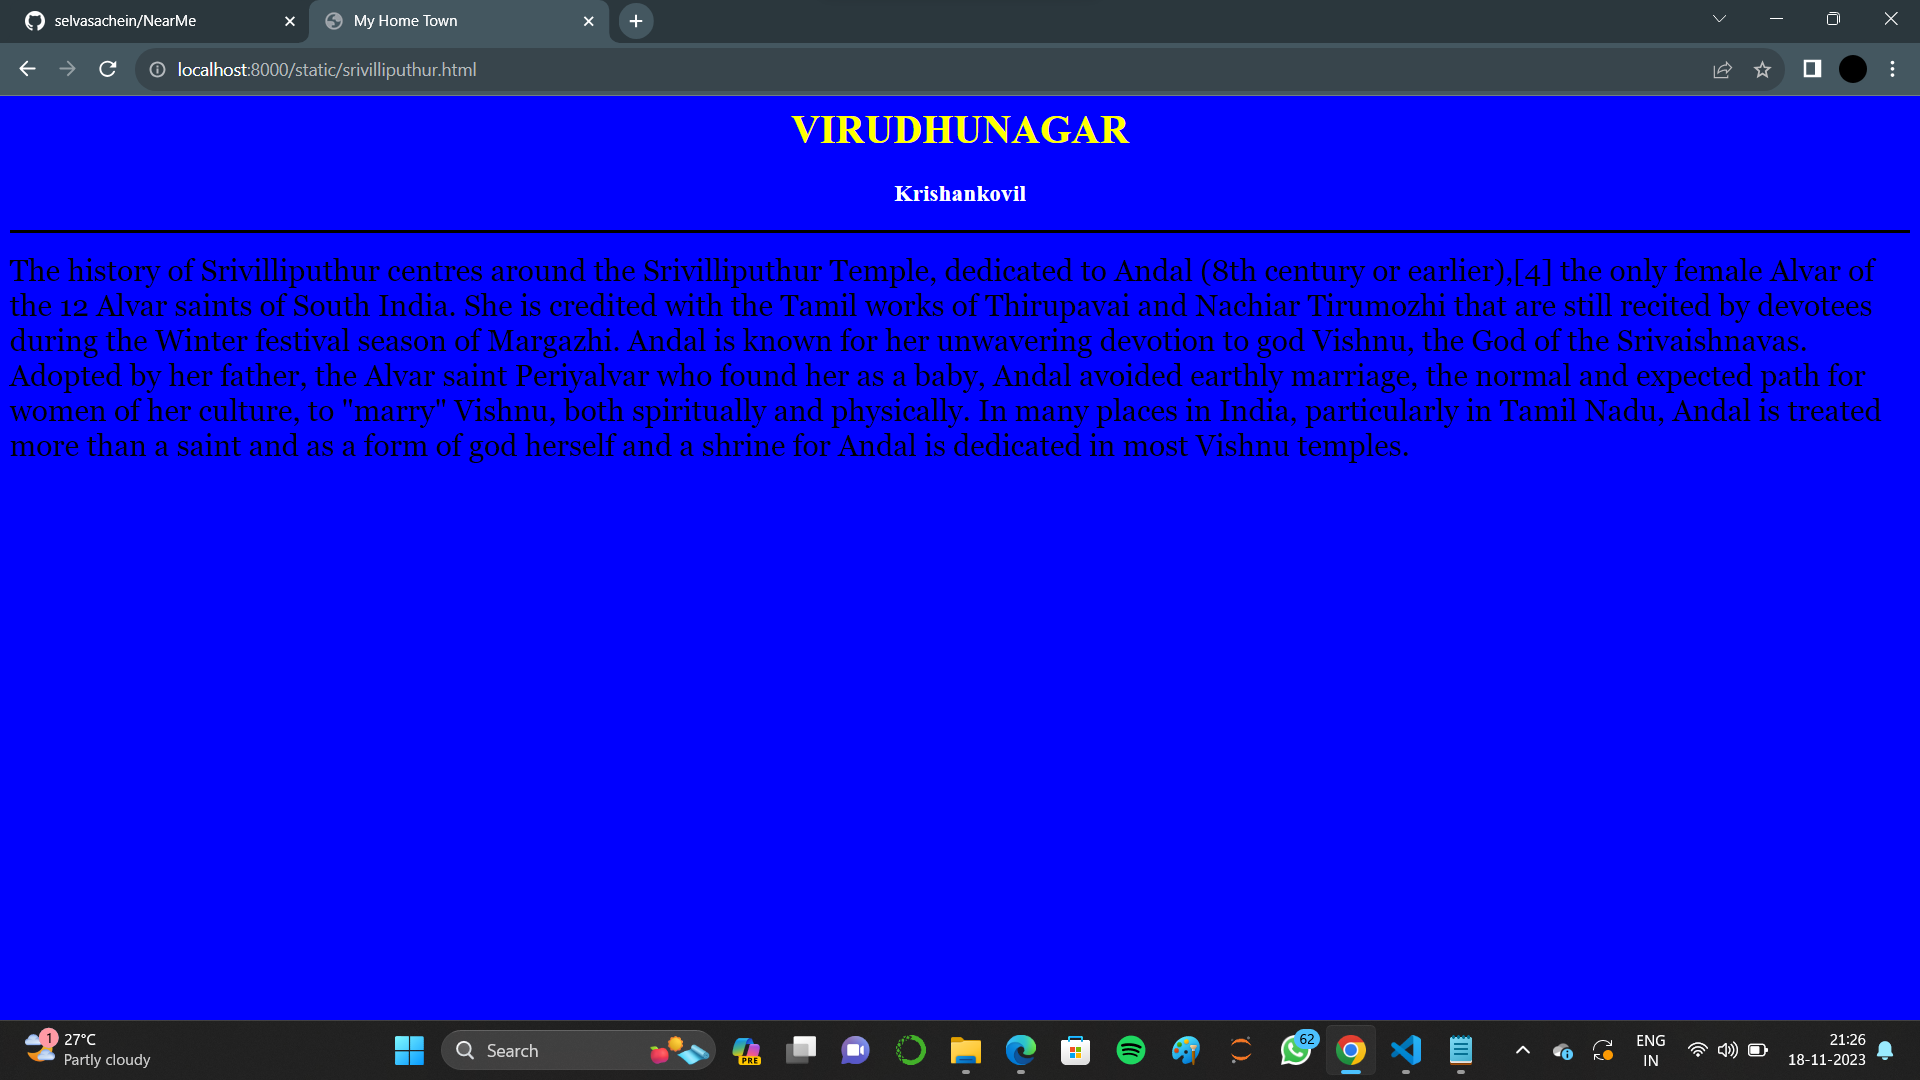 selvasachein/NearMe
My Home Town
localhost:8000/static/srivilliputhur.html
VIRUDHUNAGAR
Krishankovil
The history of Srivilliputhur centres around the Srivilliputhur Temple, dedicated to Andal (8th century or earlier),[4] the only female Alvar of
the 12 Alvar saints of South India. She is credited with the Tamil works of Thirupavai and Nachiar Tirumozhi that are still recited by devotees
during the Winter festival season of Margazhi. Andal is known for her unwavering devotion to god Vishnu, the God of the Srivaishnavas.
Adopted by her father, the Alvar saint Periyalvar who found her as a baby, Andal avoided earthly marriage, the normal and expected path for
women of her culture, to "marry" Vishnu, both spiritually and physically. In many places in India, particularly in Tamil Nadu, Andal is treated
more than a saint and as a form of god herself and a shrine for Andal is dedicated in most Vishnu temples.
1
27°C
Partly cloudy
Search
PRE
62
ENG
IN
21:26
18-11-2023